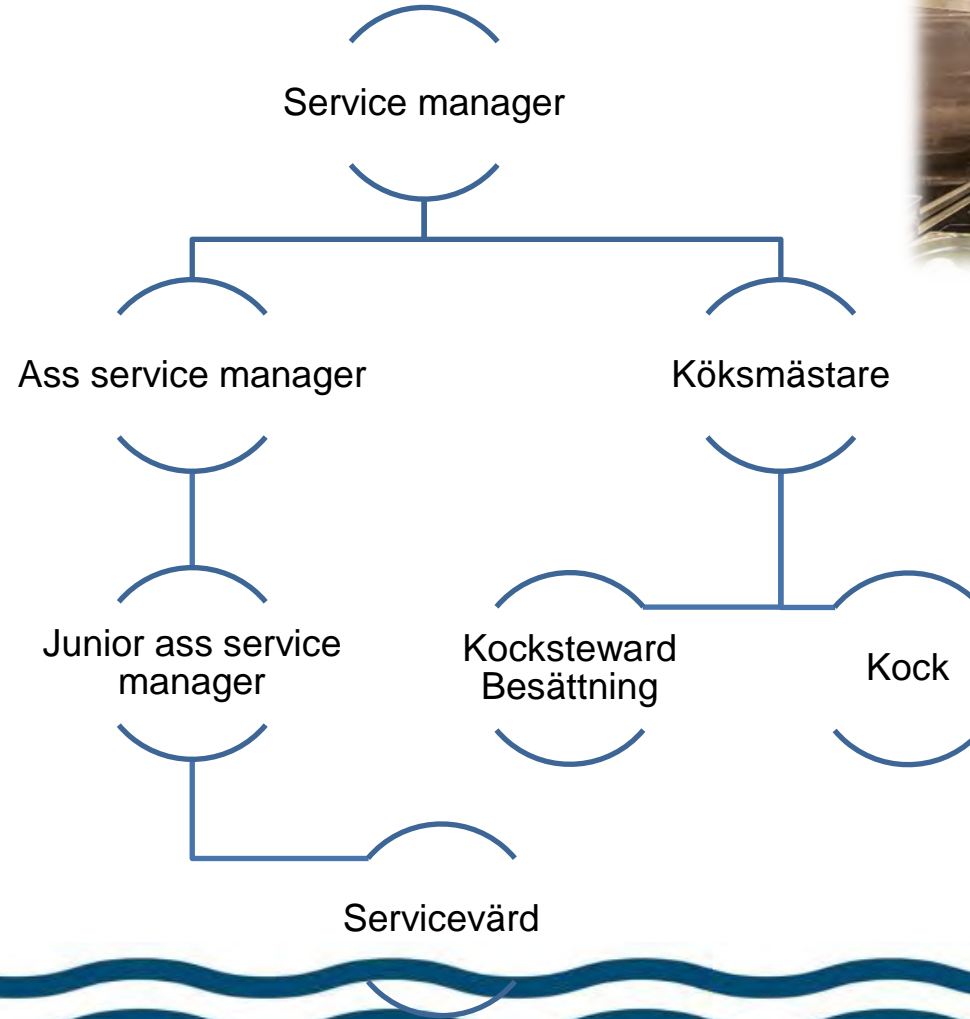 Service manager
Ass service manager
Köksmästare
Junior ass service
manager
Kocksteward
Besättning
Kock
Servicevärd